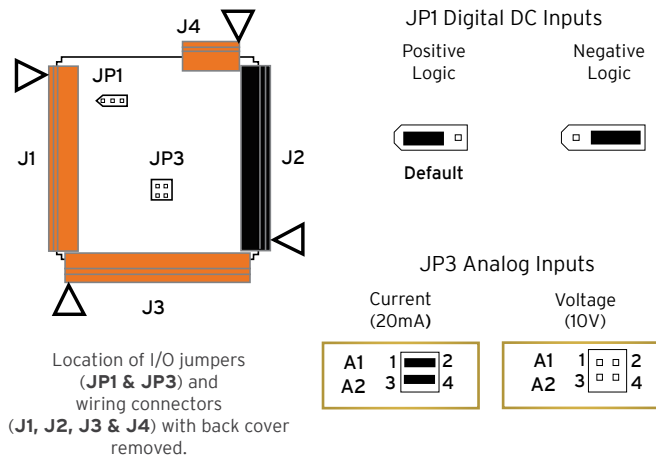 J4
JP1
J1
JP3
J2
J3
Location of I/O jumpers
(JP1 & JP3) and
wiring connectors
(J1, J2, J3 & J4) with back cover
removed.
JP1 Digital DC Inputs
Positive
Logic
Negative
Logic
Default
JP3 Analog Inputs
Current
(20mA)
Voltage
(10V)
A1 1 2
A2 3 4
A1 1 2
A2 3 4